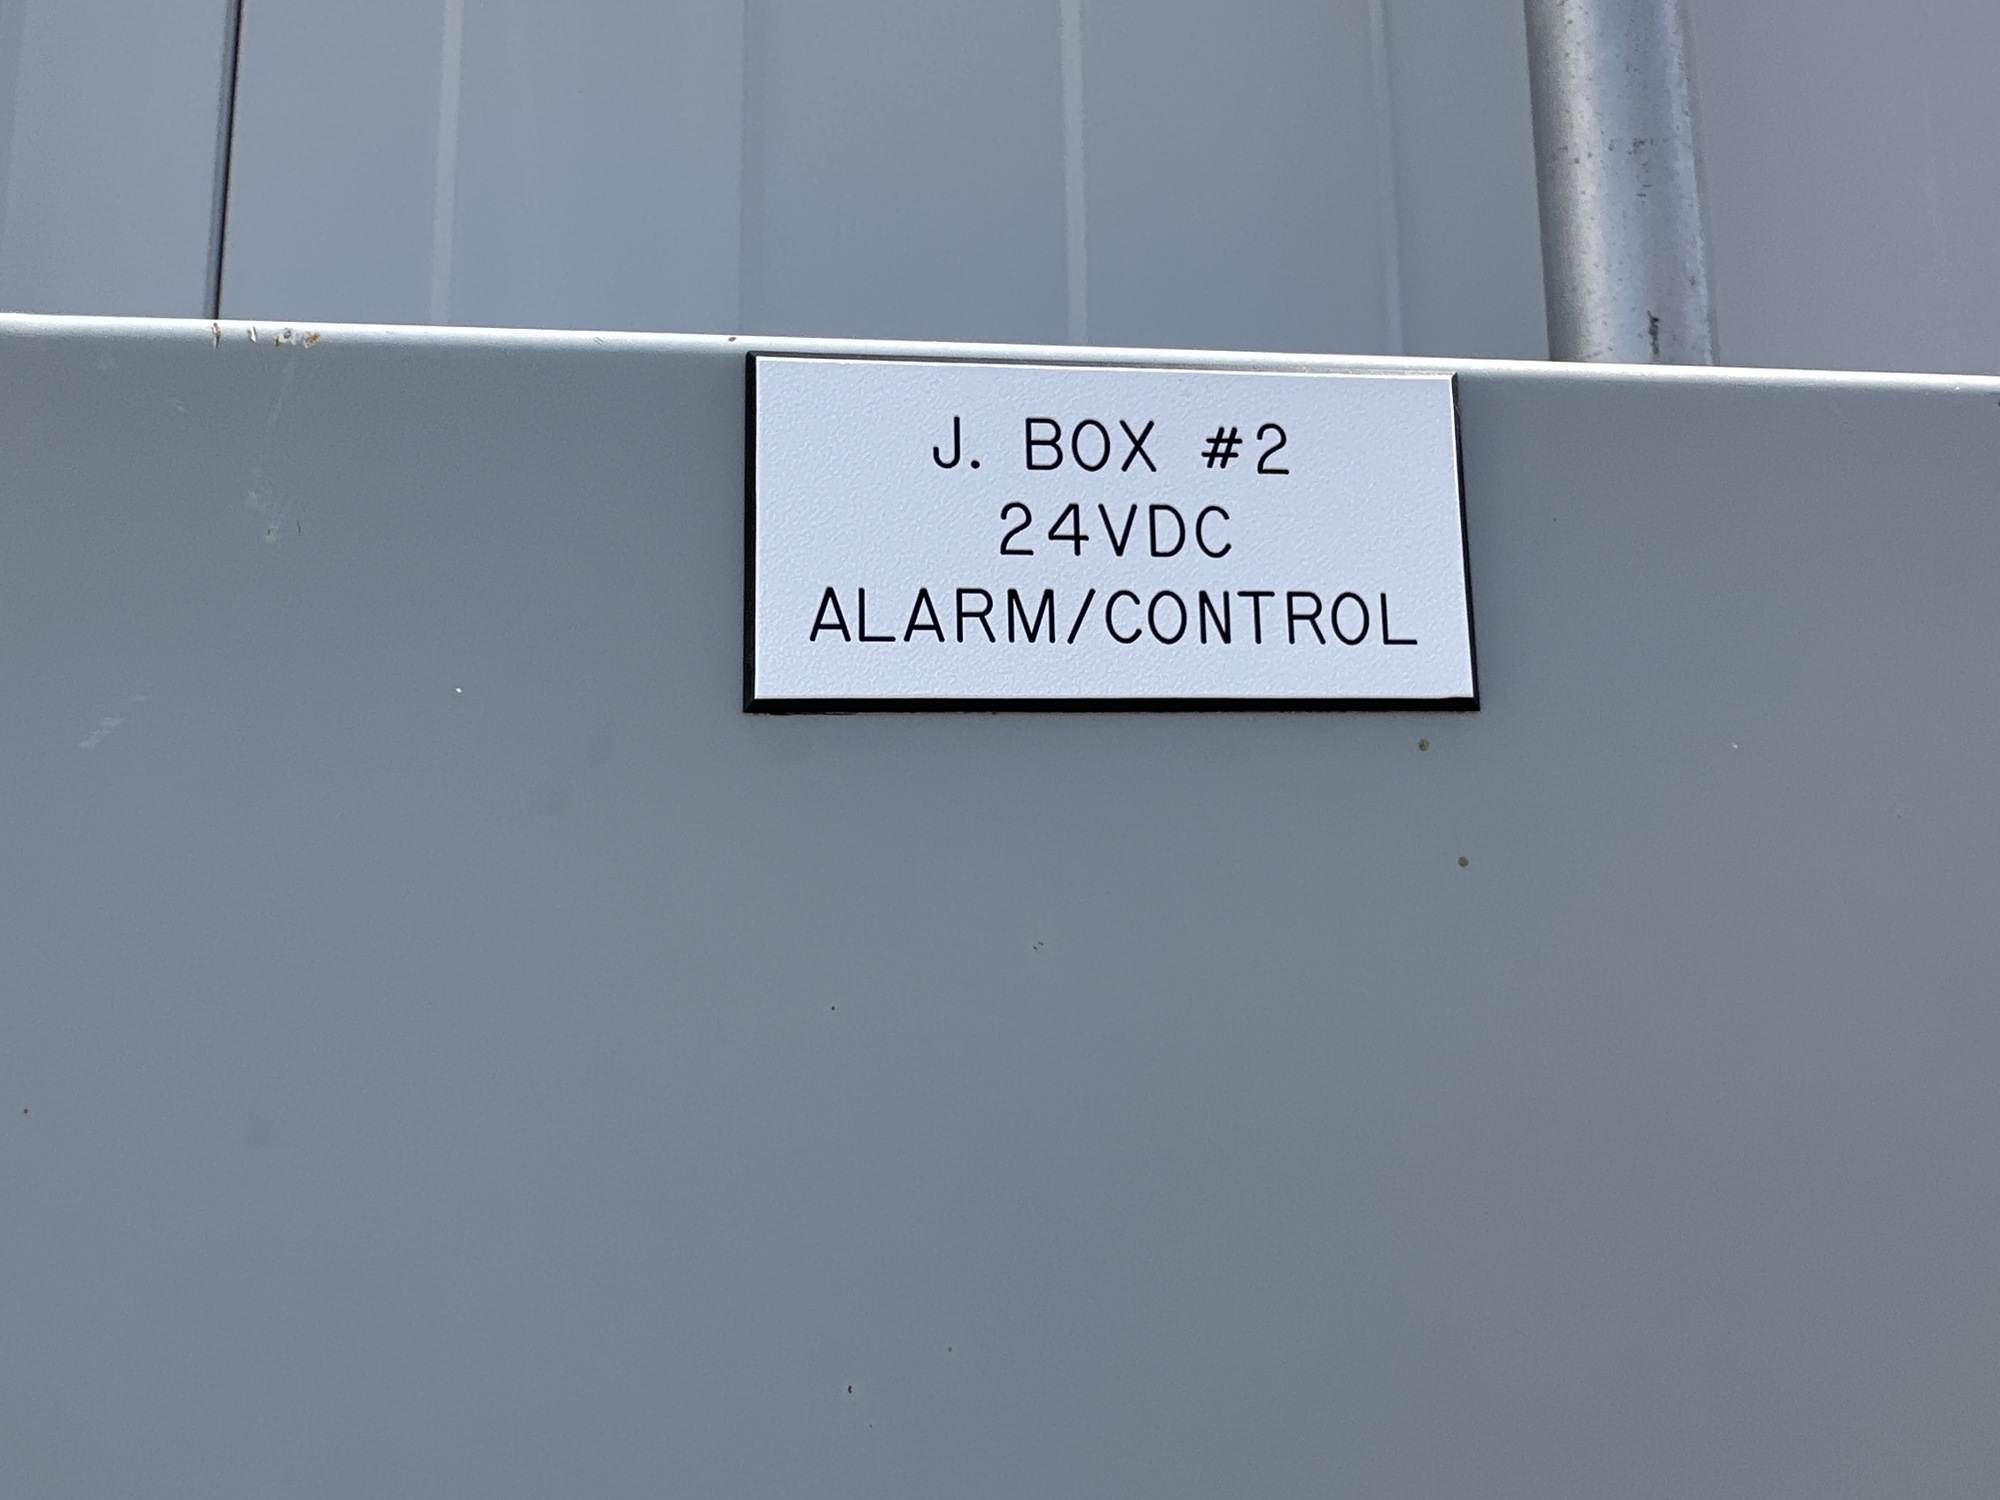 J. BOX #2
24VDC
ALARM/CONTROL